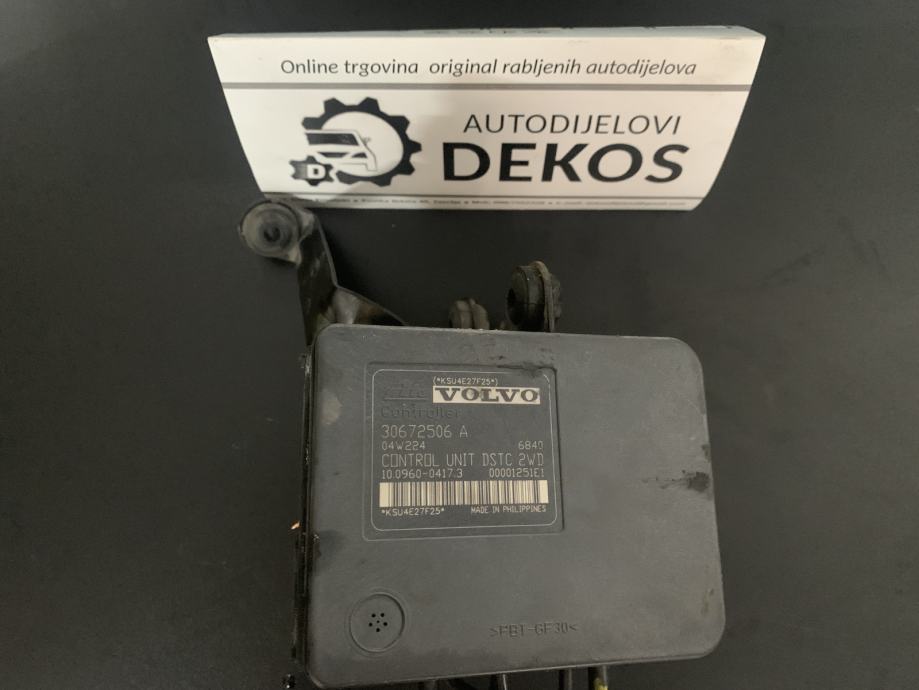 Online trgovina original rabljenih autodijelova
AUTODIJELOVI
DEKOS
D
(*KSU4E27F25*)
Ate VOLVO
Controller
30672506 A
04W224 6840
CONTROL UNIT DSTC 2WD
10.0960-0417.3 00001251E1
*KSU4E27F25* MADE IN PHILIPPINES
>PBT-GF30<